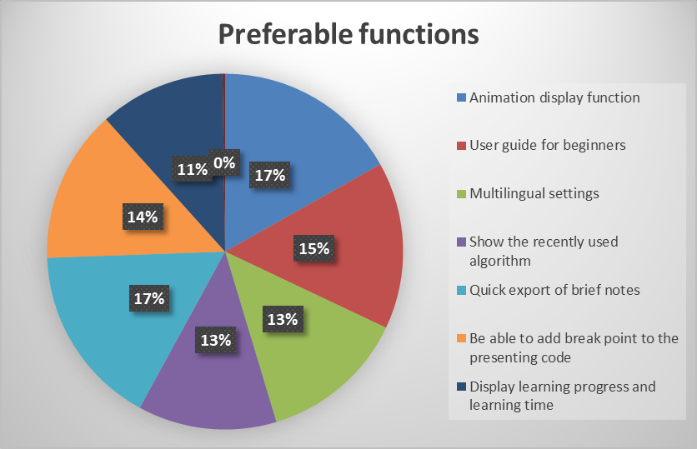 Preferable functions
0%
11%
17%
14%
15%
17%
13%
13%
Animation display function
User guide for beginners
Multilingual settings
Show the recently used
algorithm
Quick export of brief notes
Be able to add break point to the
presenting code
Display learning progress and
learning time